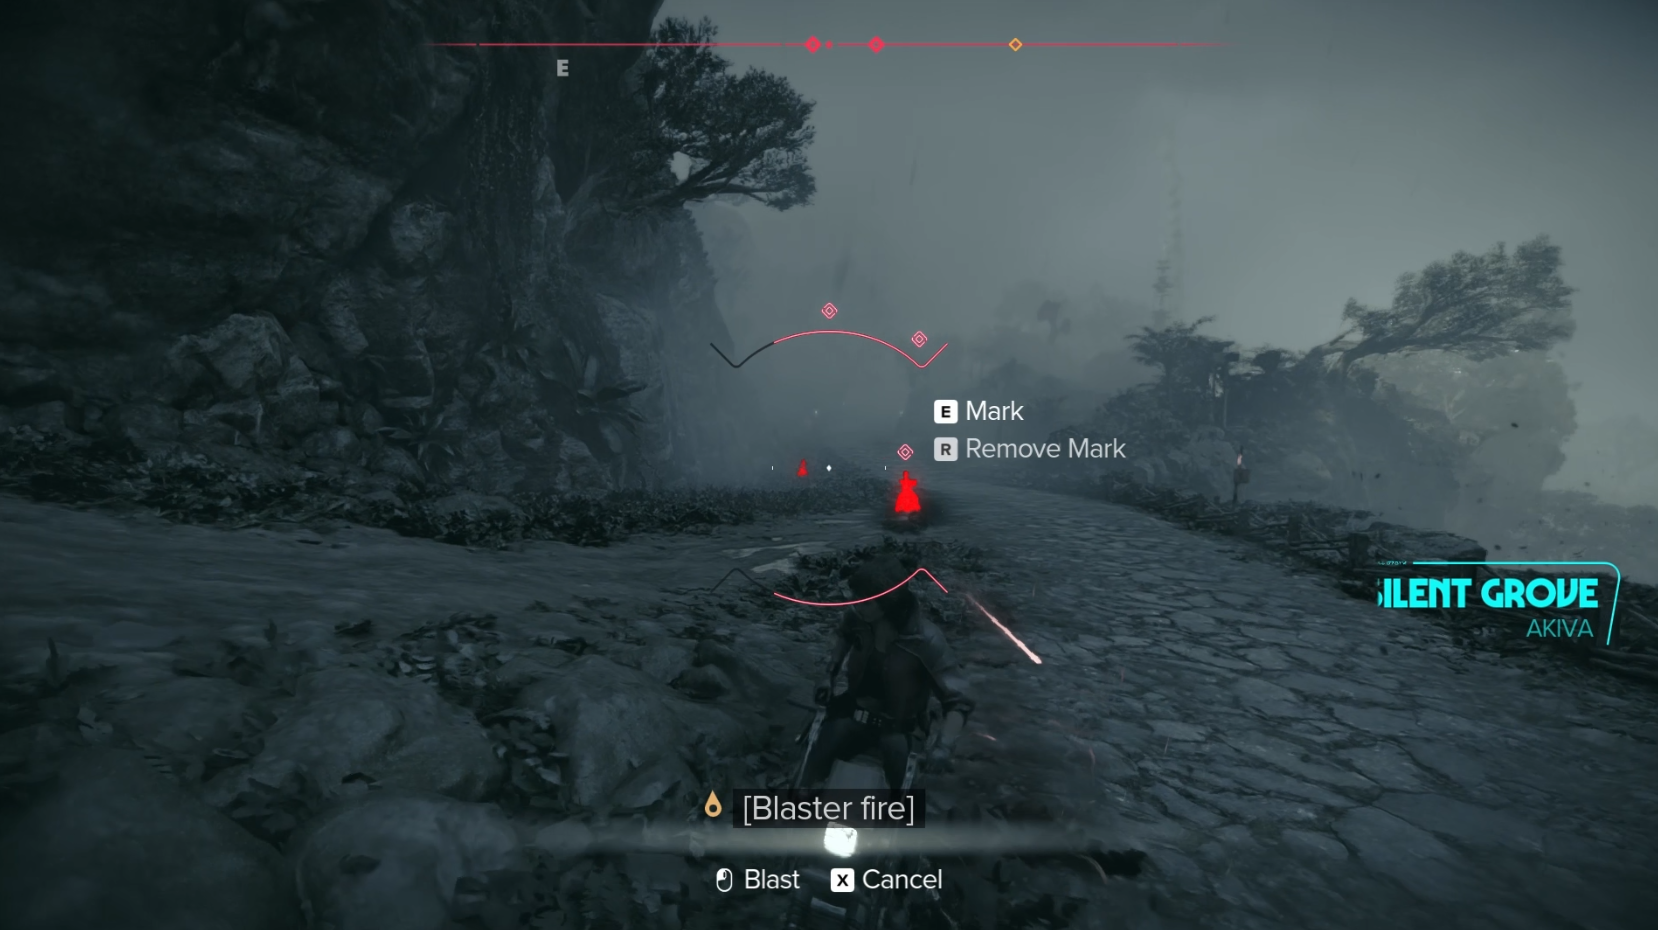 E
E Mark
R Remove Mark
ILENT GROVE
AKIVA
[Blaster fire]
Blast X Cancel